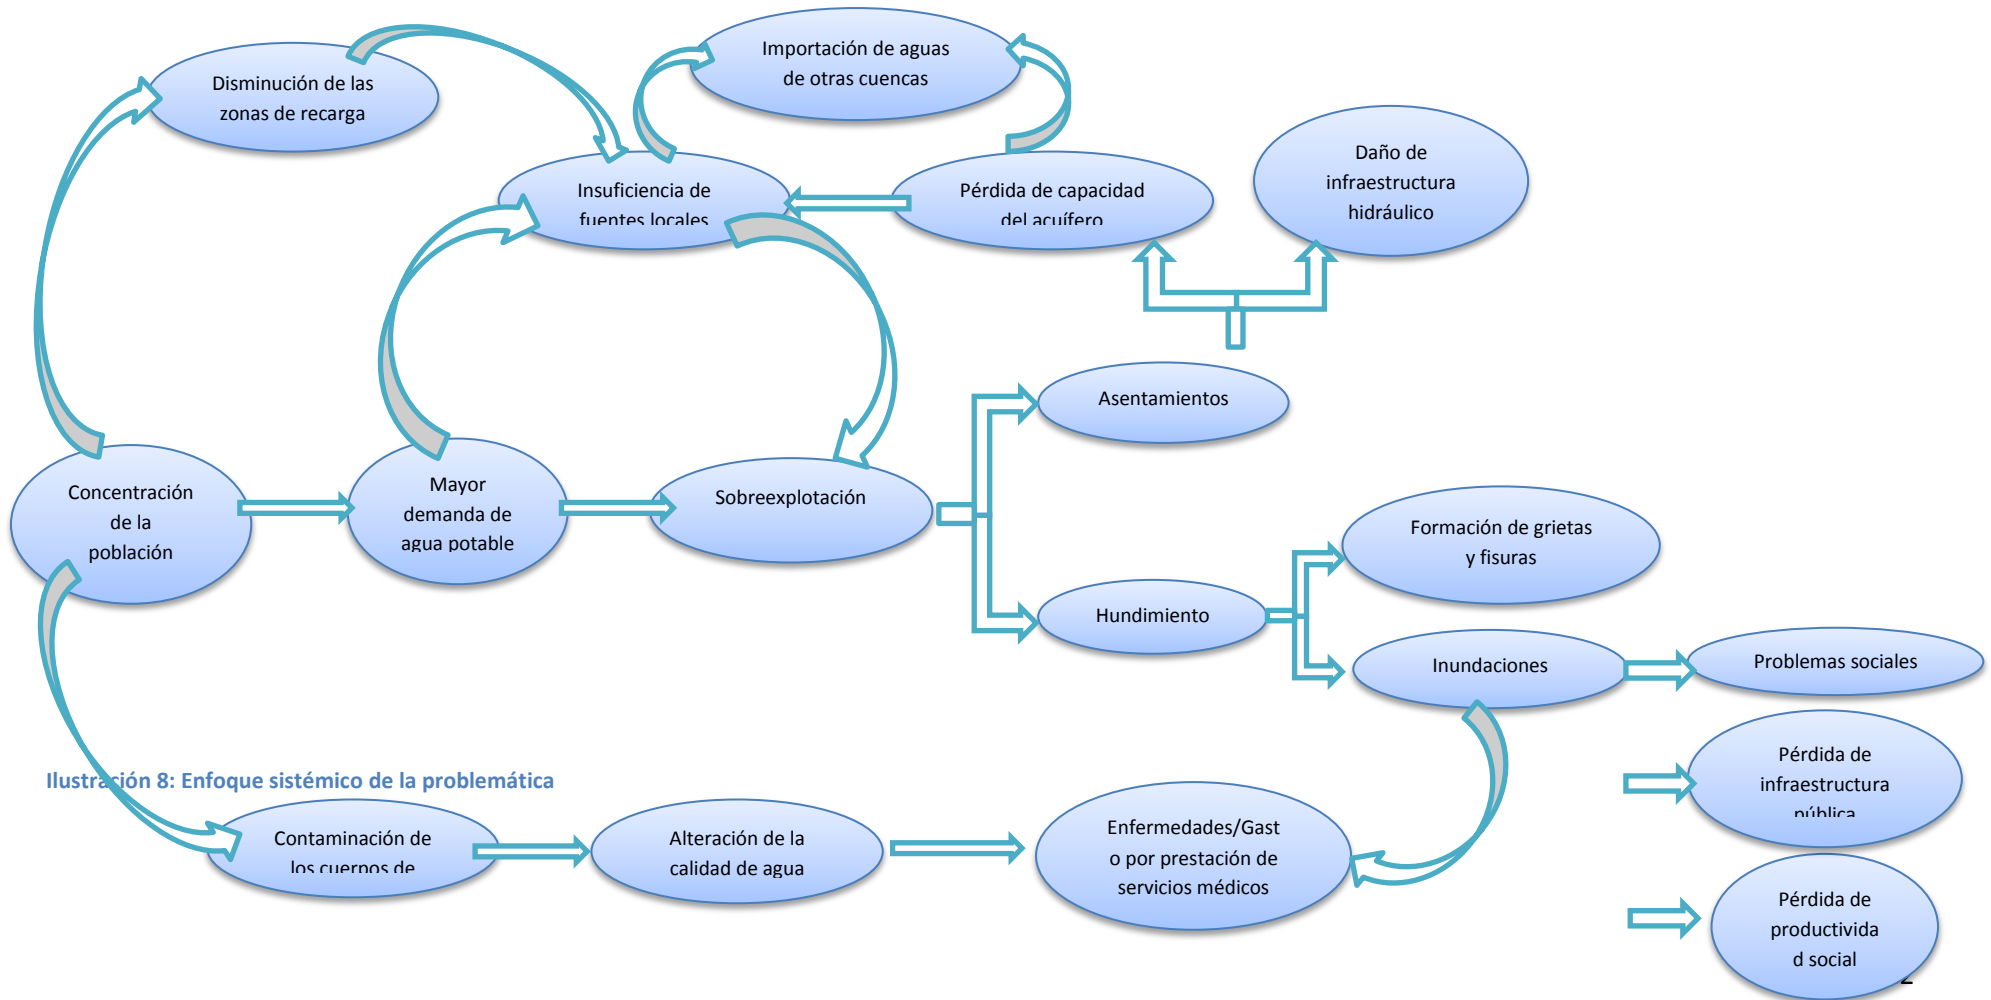 Importación de aguas
de otras cuencas
Disminución de las
zonas de recarga
Daño de
infraestructura
hidráulico
Insuficiencia de
fuentes locales
Pérdida de capacidad
del acuífero
Asentamientos
Concentración
de la
población
Mayor
demanda de
agua potable
Sobreexplotación
Formación de grietas
y fisuras
Hundimiento
Inundaciones
Problemas sociales
Ilustración 8: Enfoque sistémico de la problemática
Pérdida de
infraestructura
pública
Contaminación de
los cuerpos de
Alteración de la
calidad de agua
Enfermedades/Gast
o por prestación de
servicios médicos
Pérdida de
productivida
d social